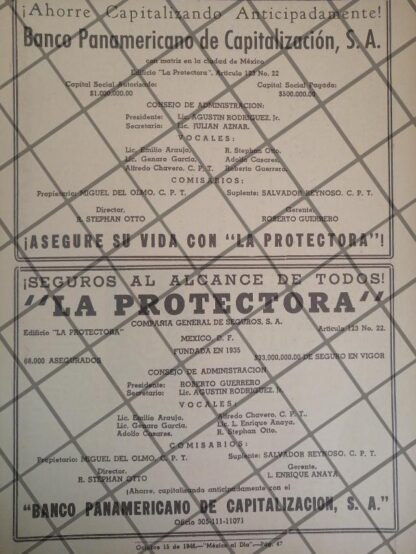 ¡Ahorre Capitalizando Anticipadamente!
Banco Panamericano de Capitalización, S. A.
con matriz en la ciudad de México
Edificio "La Protectora", Artículo 123 No. 22
Capital Social Autorizado: Capital Social Pagado:
$1.000,000.00 $500,000.00
CONSEJO DE ADMINISTRACION:
Presidente: Lic. AGUSTIN RODRIGUEZ, Jr.
Secretario: Lic. JULIAN AZNAR.
VOCALES:
Lic. Emilio Araujo, R. Stephan Otto.
Lic. Genaro García, Adolfo Casares.
Alfredo Chavero, C. P. T. Roberto Guerrero.
COMISARIOS:
Propietario: MIGUEL DEL OLMO, C. P. T. Suplente: SALVADOR REYNOSO, C. P. T.
Director, Gerente,
R. STEPHAN OTTO ROBERTO GUERRERO
¡ASEGURE SU VIDA CON "LA PROTECTORA"!
¡SEGUROS AL ALCANCE DE TODOS!
"LA PROTECTORA"
COMPAÑIA GENERAL DE SEGUROS, S. A.
Edificio "LA PROTECTORA" Artículo 123 No. 22.
MEXICO, D. F.
FUNDADA EN 1935
68,000 ASEGURADOS $33,000,000.00 DE SEGURO EN VIGOR
CONSEJO DE ADMINISTRACION
Presidente: ROBERTO GUERRERO
Secretario: Lic. AGUSTIN RODRIGUEZ, Jr.
VOCALES:
Lic. Emilio Araujo, Alfredo Chavero, C. P. T.,
Lic. Genaro García, Lic. L. Enrique Anaya,
Adolfo Casares, R. Stephan Otto.
COMISARIOS:
Propietario: MIGUEL DEL OLMO, C. P. T. Suplente: SALVADOR REYNOSO, C. P. T.
Director, Gerente,
R. STEPHAN OTTO L. ENRIQUE ANAYA
¡Ahorre, capitalizando anticipadamente con el
"BANCO PANAMERICANO DE CAPITALIZACION, S. A."
Oficio 305-111-11071
Octubre 15 de 1946.—"México al Día"—Pág. 47